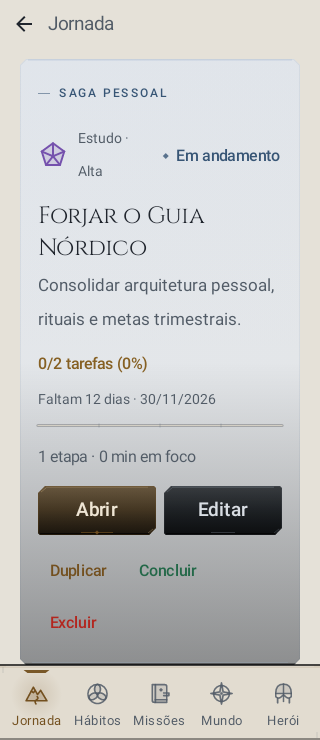 Jornada
— SAGA PESSOAL
Estudo ·
Alta
Em andamento
Forjar o Guia
Nórdico
Consolidar arquitetura pessoal,
rituais e metas trimestrais.
0/2 tarefas (0%)
Faltam 12 dias · 30/11/2026
1 etapa · 0 min em foco
Abrir Editar
Duplicar Concluir
Excluir
Jornada Hábitos Missões Mundo Herói